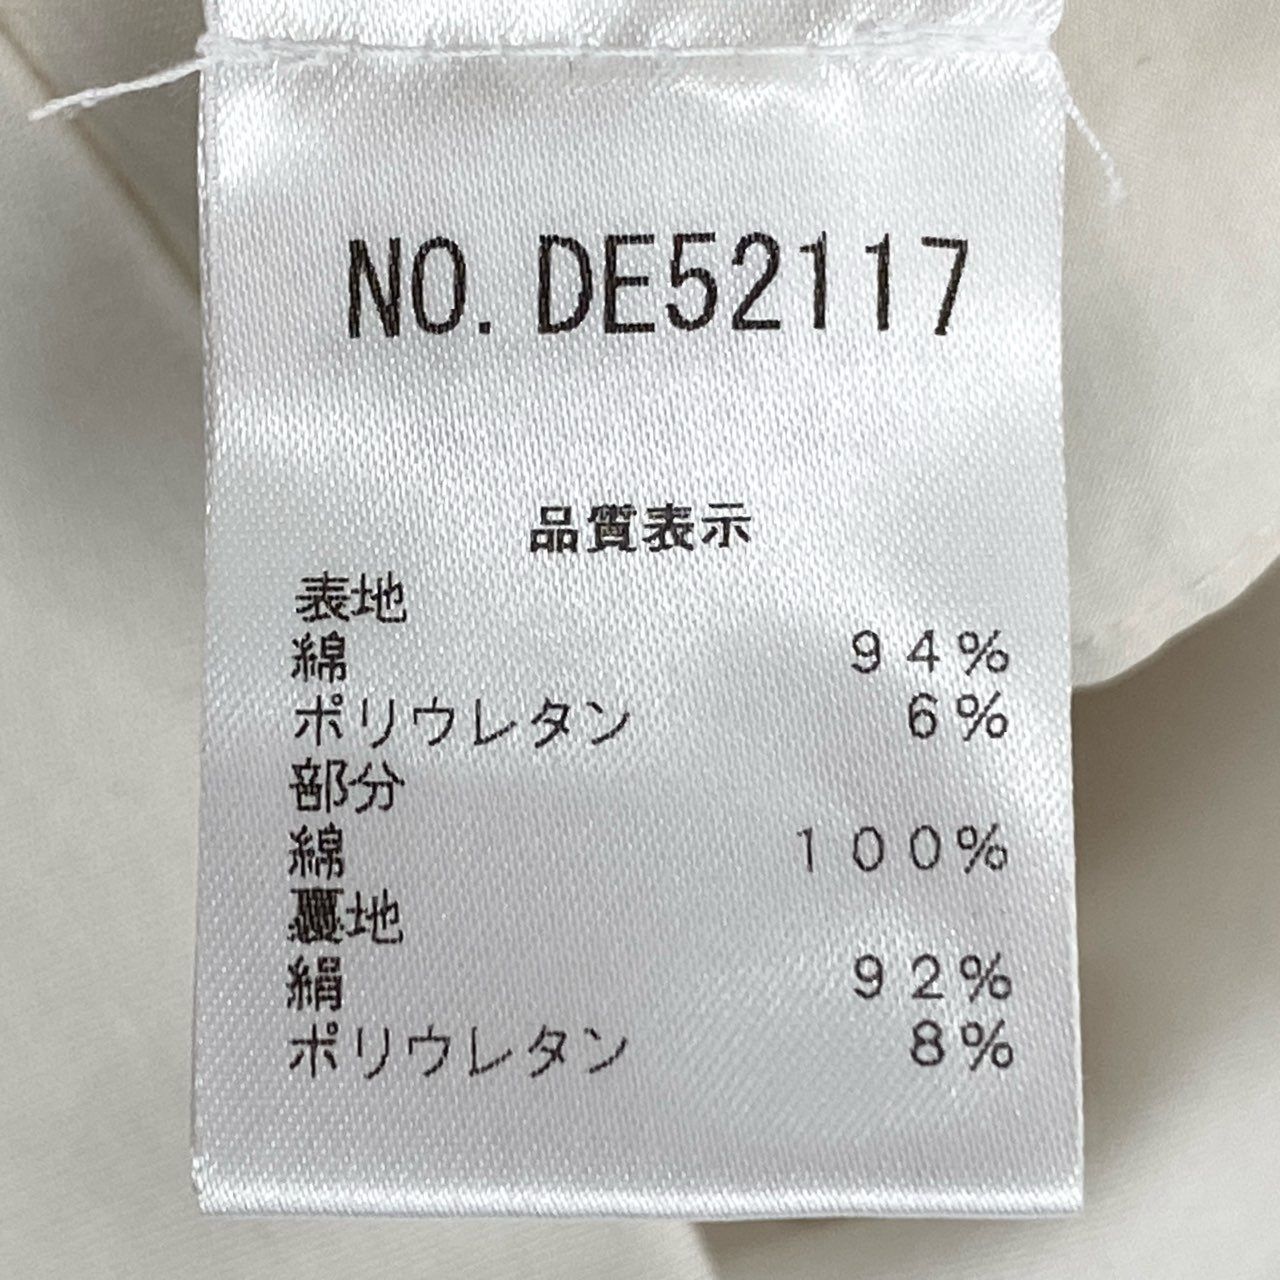 NO. DE52117
品質表示
表地
綿 94%
ポリウレタン 6%
部分
綿 100%
裏地
絹 92%
ポリウレタン 8%